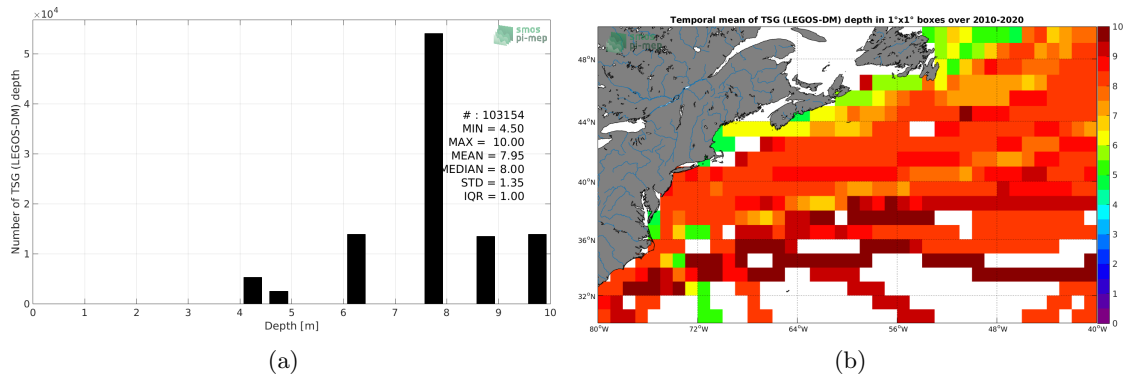 ×10⁴
smos
pi-mep
5
4
3
2
1
0
Number of TSG (LEGOS-DM) depth
# : 103154
MIN = 4.50
MAX = 10.00
MEAN = 7.95
MEDIAN = 8.00
STD = 1.35
IQR = 1.00
0 1 2 3 4 5 6 7 8 9 10
Depth [m]
(a)
Temporal mean of TSG (LEGOS-DM) depth in 1°x1° boxes over 2010-2020
smos
pi-mep
48°N
44°N
40°N
36°N
32°N
80°W 72°W 64°W 56°W 48°W 40°W
10
9
8
7
6
5
4
3
2
1
0
(b)